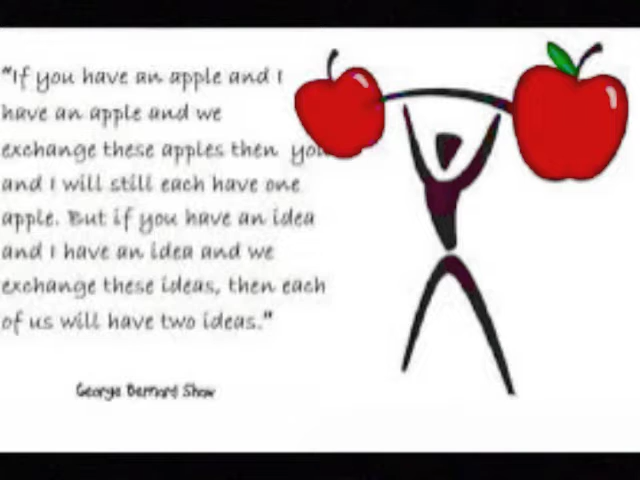 "If you have an apple and I
have an apple and we
exchange these apples then you
and I will still each have one
apple. But if you have an idea
and I have an idea and we
exchange these ideas, then each
of us will have two ideas."
George Bernard Shaw